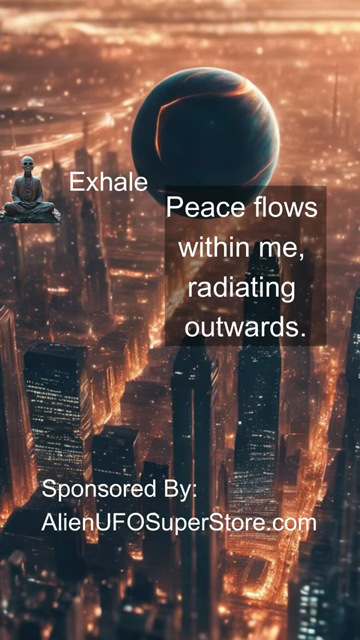 Exhale
Peace flows
within me,
radiating
outwards.
Sponsored By:
AlienUFOSuperStore.com